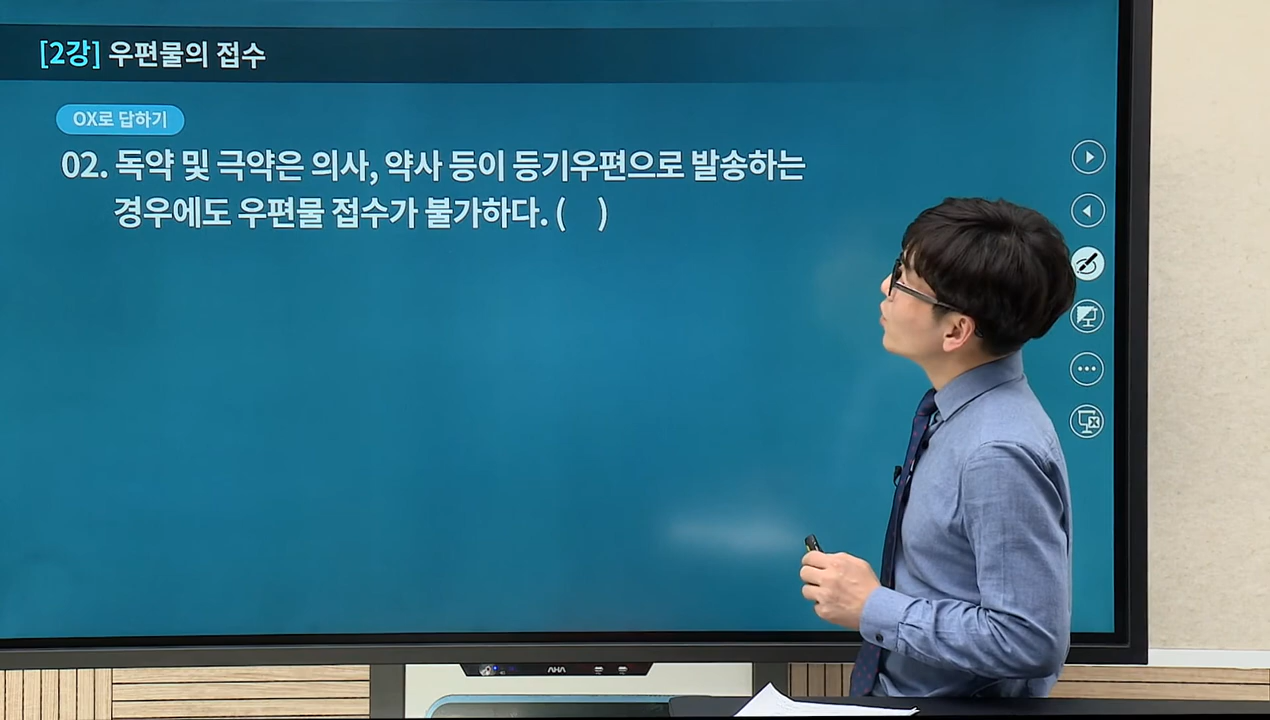 [2강] 우편물의 접수
OX로 답하기
02. 독약 및 극약은 의사, 약사 등이 등기우편으로 발송하는
경우에도 우편물 접수가 불가하다. (    )
AHA